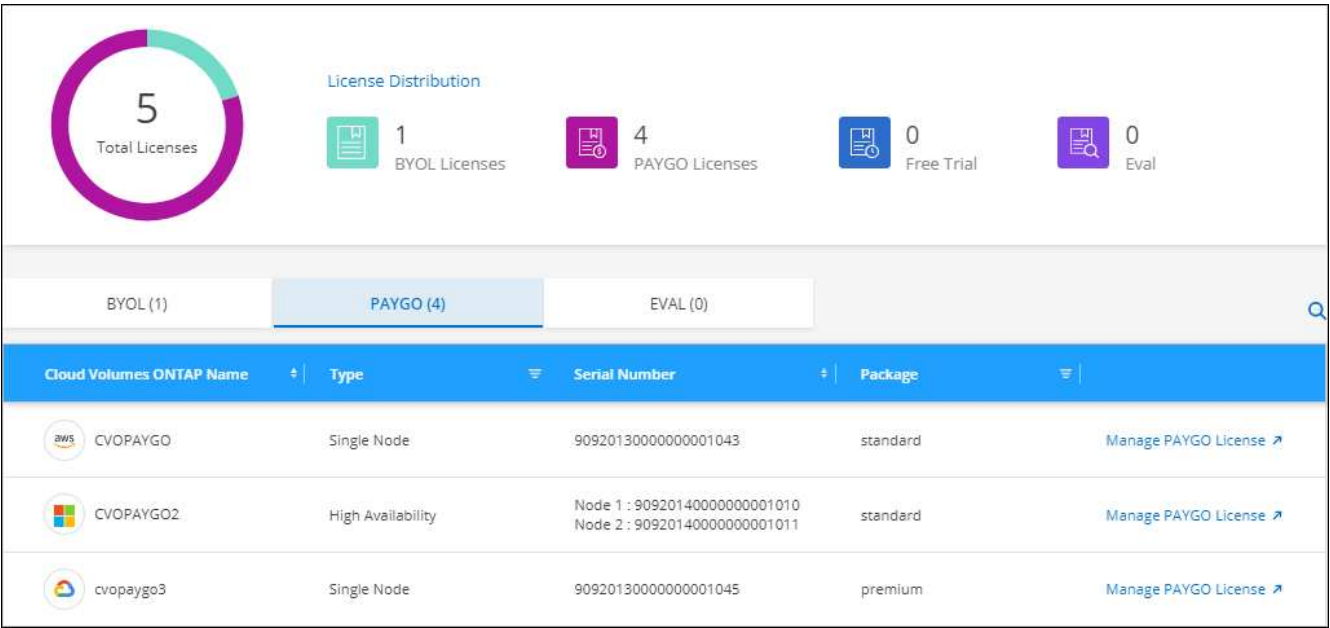 5
Total Licenses
License Distribution
1
BYOL Licenses
4
PAYGO Licenses
0
Free Trial
0
Eval
BYOL (1)
PAYGO (4)
EVAL (0)
Cloud Volumes ONTAP Name
Type
Serial Number
Package
aws
CVOPAYGO
Single Node
90920130000000001043
standard
Manage PAYGO License
CVOPAYGO2
High Availability
Node 1 : 90920140000000001010
Node 2 : 90920140000000001011
standard
Manage PAYGO License
cvopaygo3
Single Node
90920130000000001045
premium
Manage PAYGO License